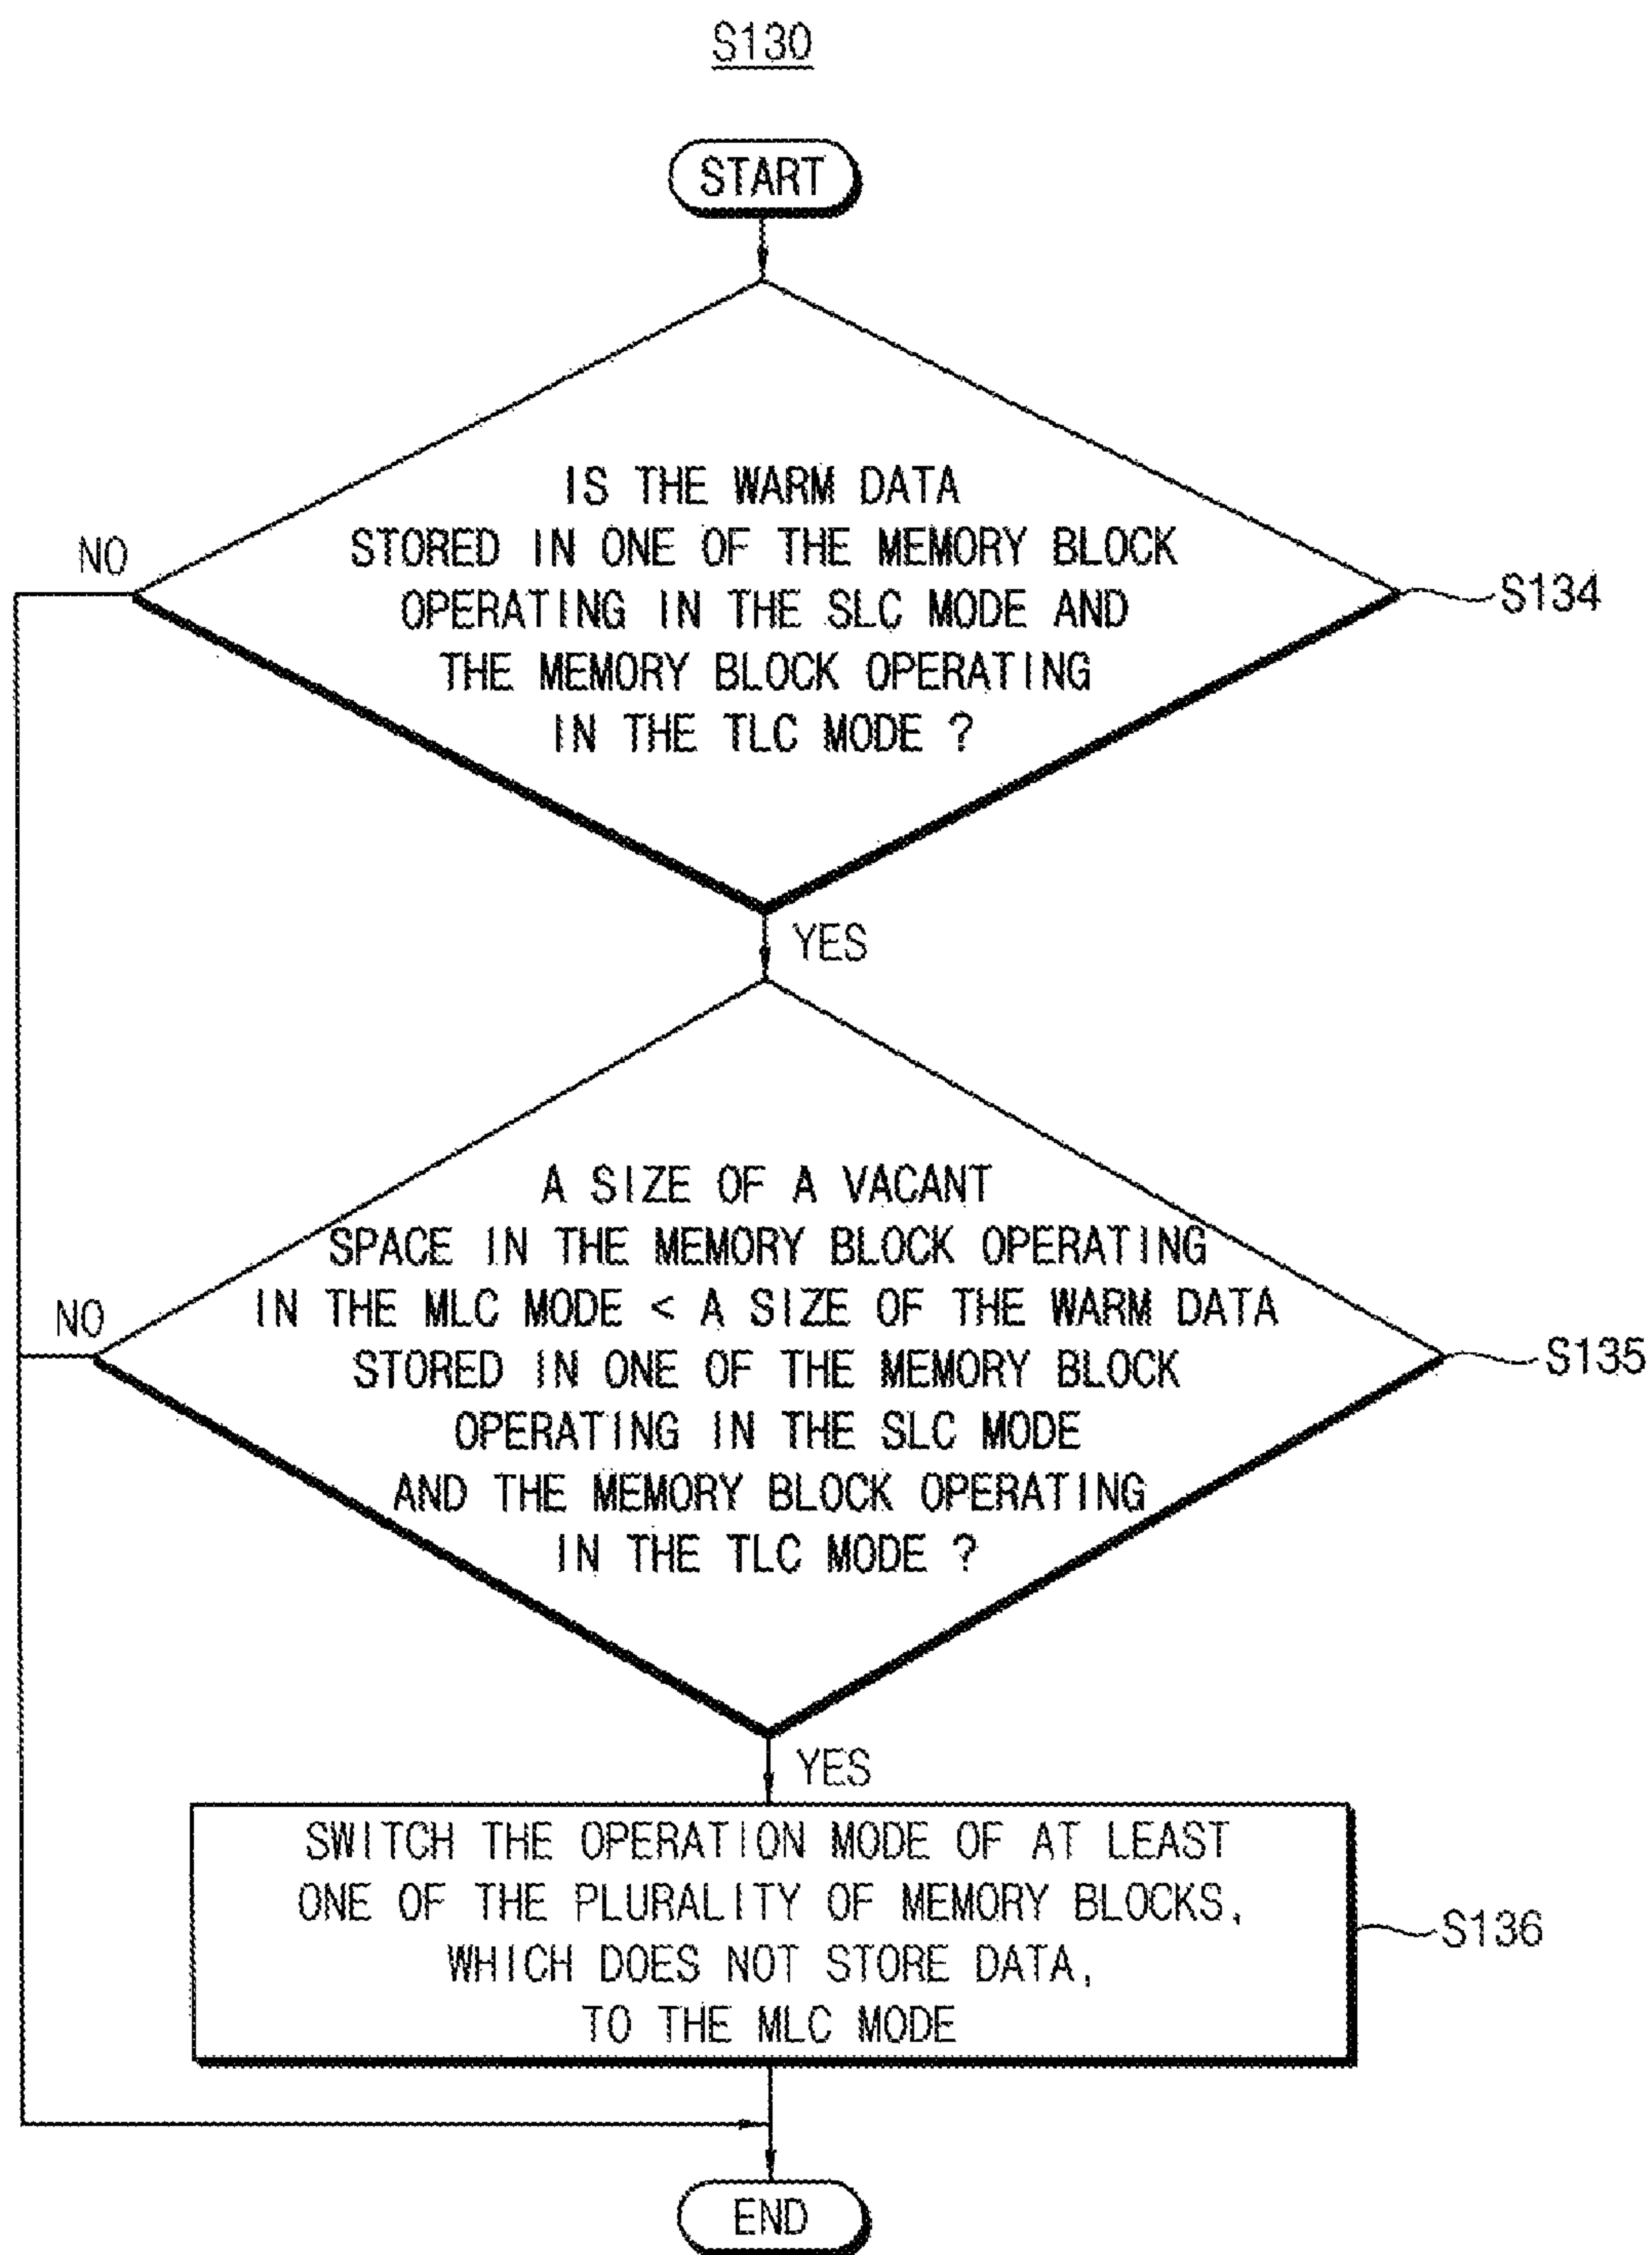 S130
START
IS THE WARM DATA
STORED IN ONE OF THE MEMORY BLOCK
OPERATING IN THE SLC MODE AND
THE MEMORY BLOCK OPERATING
IN THE TLC MODE ?
NO
S134
YES
A SIZE OF A VACANT
SPACE IN THE MEMORY BLOCK OPERATING
IN THE MLC MODE < A SIZE OF THE WARM DATA
STORED IN ONE OF THE MEMORY BLOCK
OPERATING IN THE SLC MODE
AND THE MEMORY BLOCK OPERATING
IN THE TLC MODE ?
NO
S135
YES
SWITCH THE OPERATION MODE OF AT LEAST
ONE OF THE PLURALITY OF MEMORY BLOCKS,
WHICH DOES NOT STORE DATA,
TO THE MLC MODE
S136
END